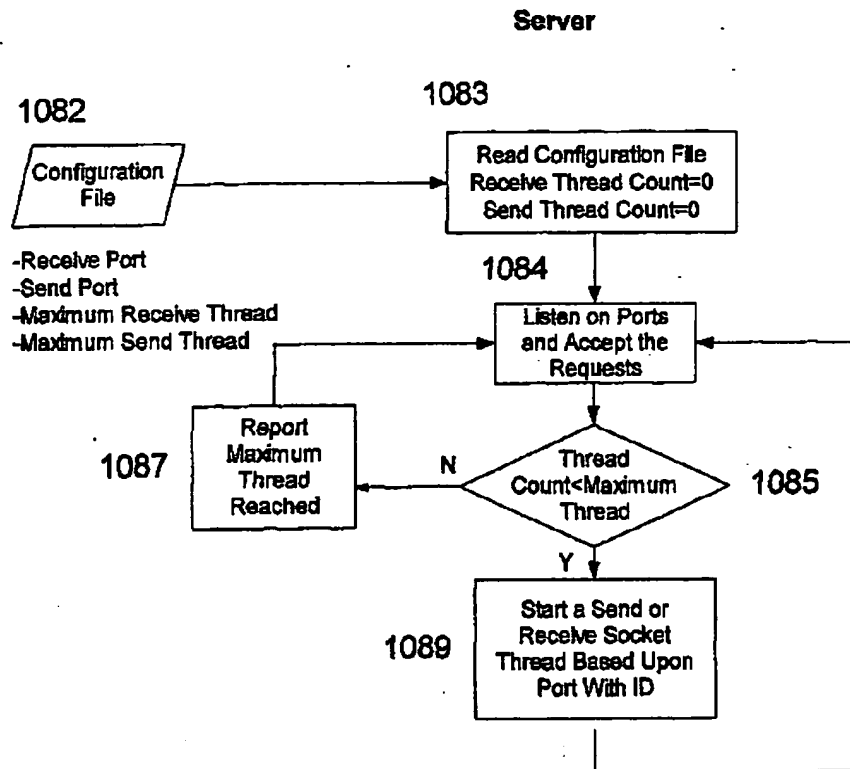 Server
1082
1083
Configuration
File
Read Configuration File
Receive Thread Count=0
Send Thread Count=0
-Receive Port
-Send Port
-Maximum Receive Thread
-Maximum Send Thread
1084
Listen on Ports
and Accept the
Requests
Report
Maximum
Thread
Reached
1087
N
Thread
Count<Maximum
Thread
1085
Y
Start a Send or
Receive Socket
Thread Based Upon
Port With ID
1089